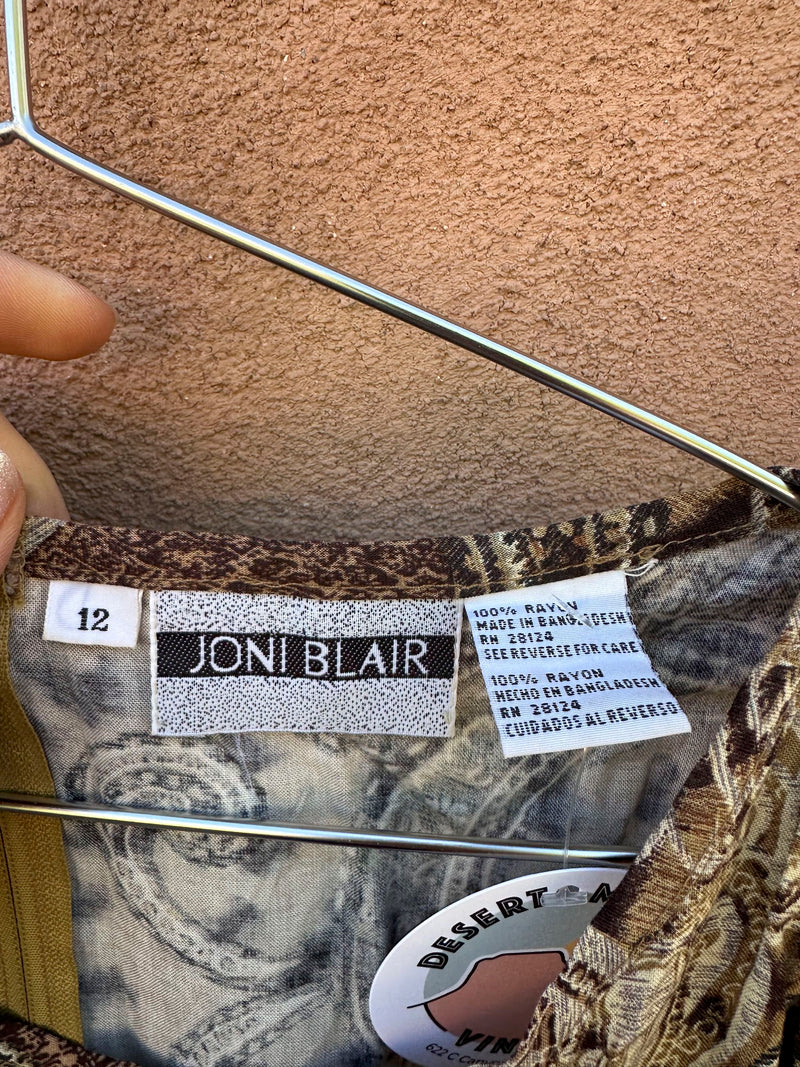 12
JONI BLAIR
100% RAYON
MADE IN BANGLADESH
RN 28124
SEE REVERSE FOR CARE
100% RAYON
HECHO EN BANGLADESH
RN 28124
CUIDADOS AL REVERSO
DESERT
VIN
622 C